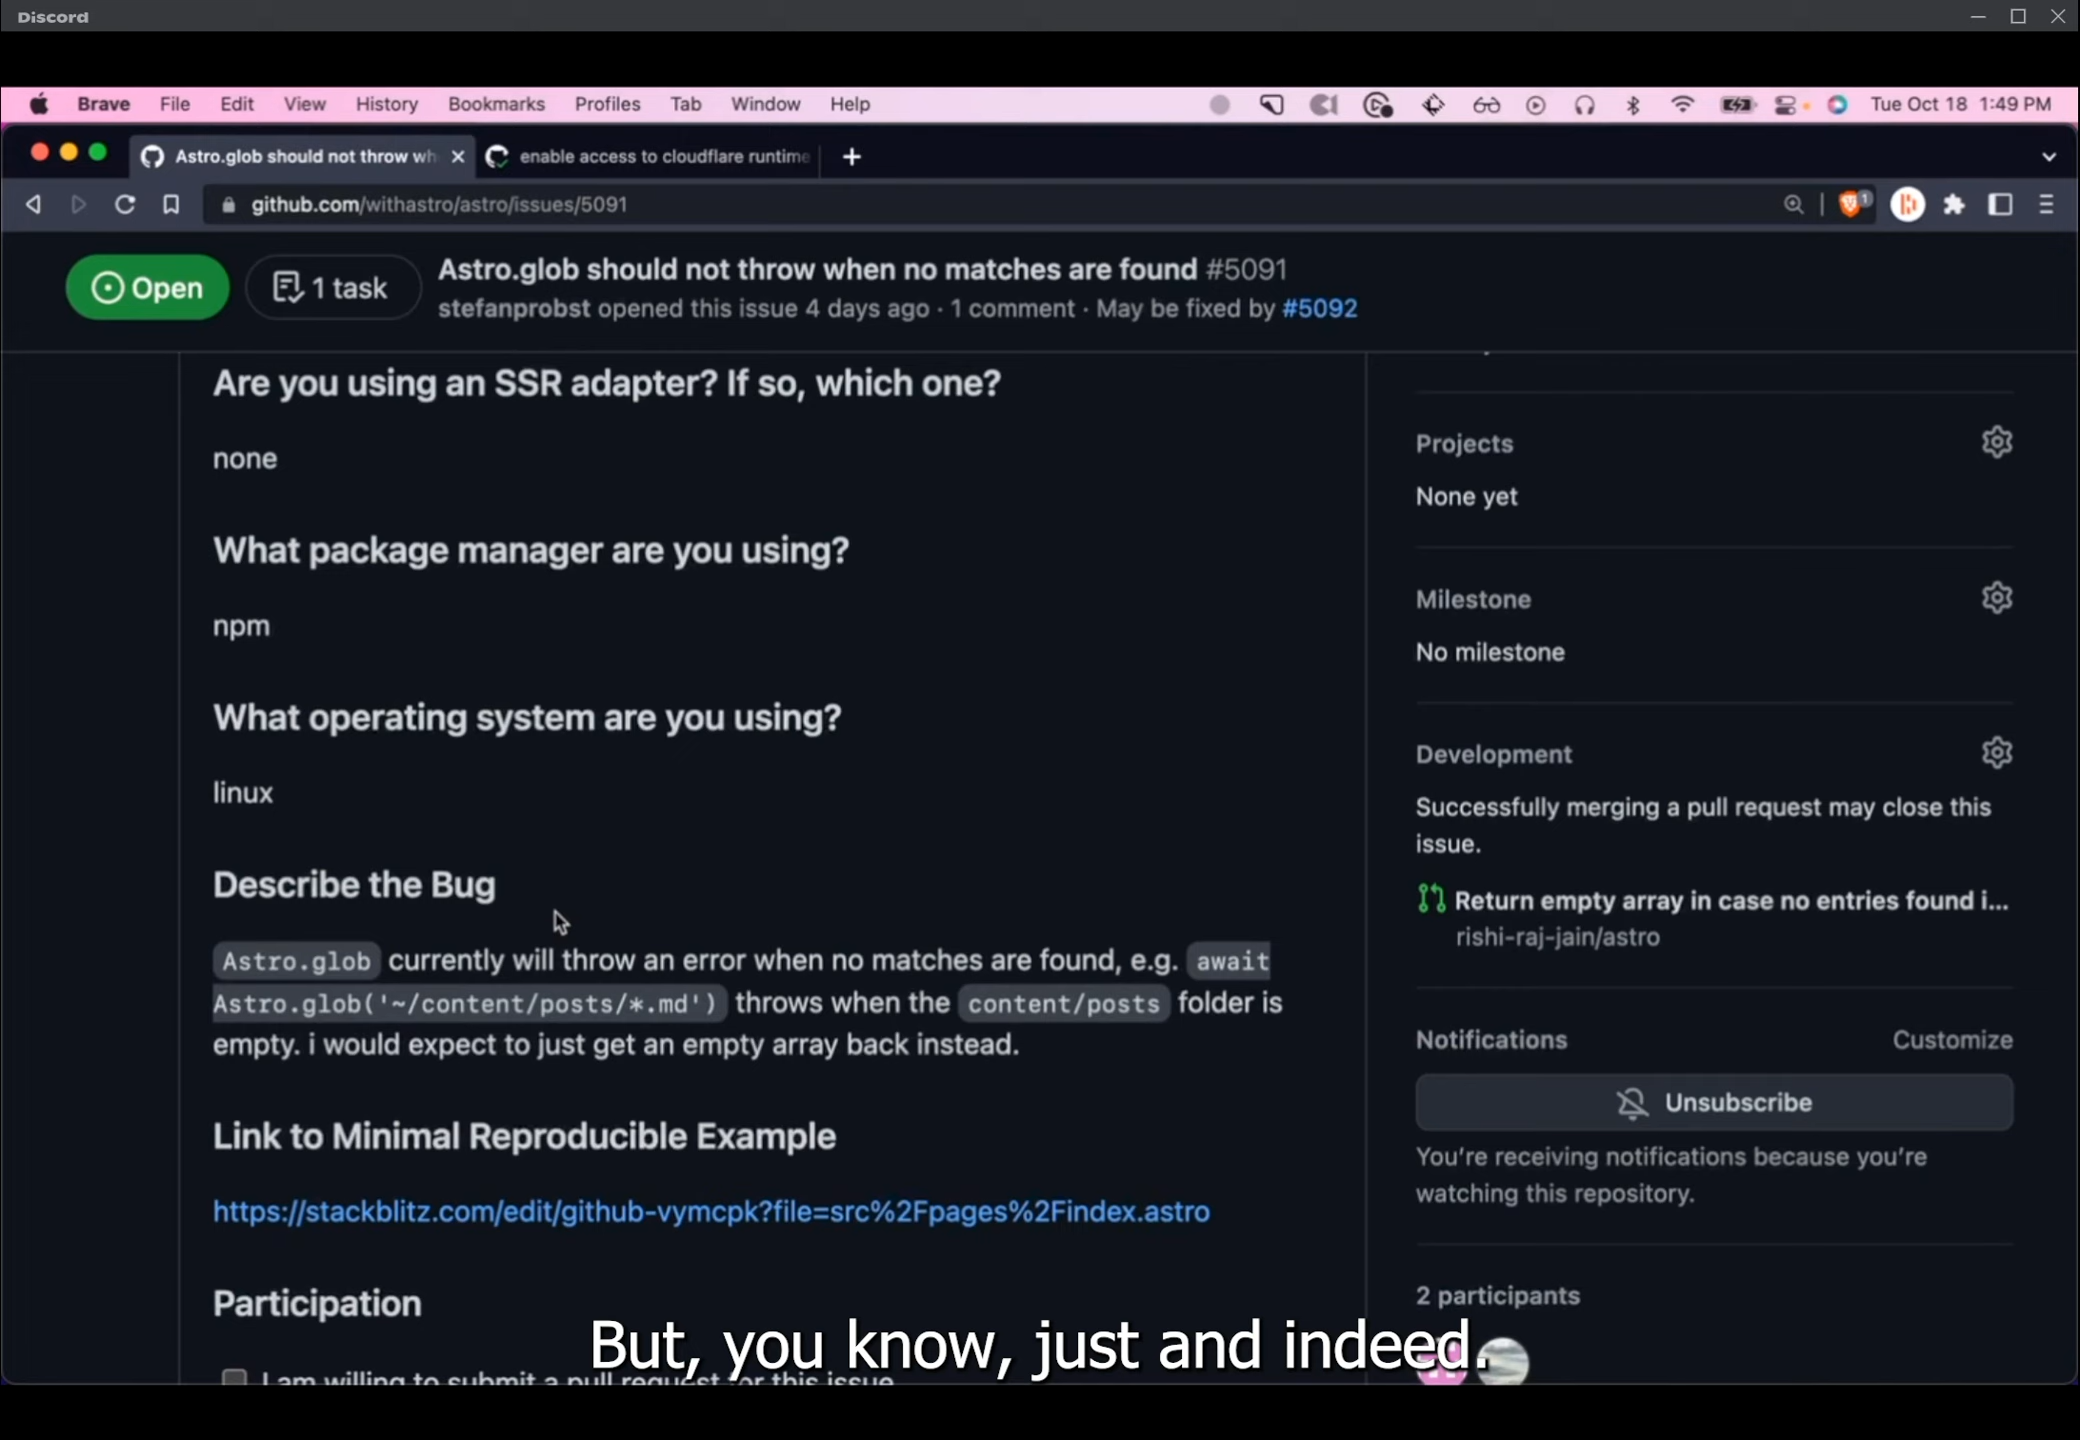 Discord
Brave File Edit View History Bookmarks Profiles Tab Window Help Tue Oct 18 1:49 PM
Astro.glob should not throw wh enable access to cloudflare runtime
github.com/withastro/astro/issues/5091 1
Open 1 task
Astro.glob should not throw when no matches are found #5091
stefanprobst opened this issue 4 days ago · 1 comment · May be fixed by #5092
Are you using an SSR adapter? If so, which one?
none
What package manager are you using?
npm
What operating system are you using?
linux
Describe the Bug
Astro.glob currently will throw an error when no matches are found, e.g. await
Astro.glob('~/content/posts/*.md') throws when the content/posts folder is
empty. i would expect to just get an empty array back instead.
Link to Minimal Reproducible Example
https://stackblitz.com/edit/github-vymcpk?file=src%2Fpages%2Findex.astro
Participation
I am willing to submit a pull request for this issue.
Projects
None yet
Milestone
No milestone
Development
Successfully merging a pull request may close this
issue.
Return empty array in case no entries found i...
rishi-raj-jain/astro
Notifications Customize
Unsubscribe
You're receiving notifications because you're
watching this repository.
2 participants
But, you know, just and indeed.